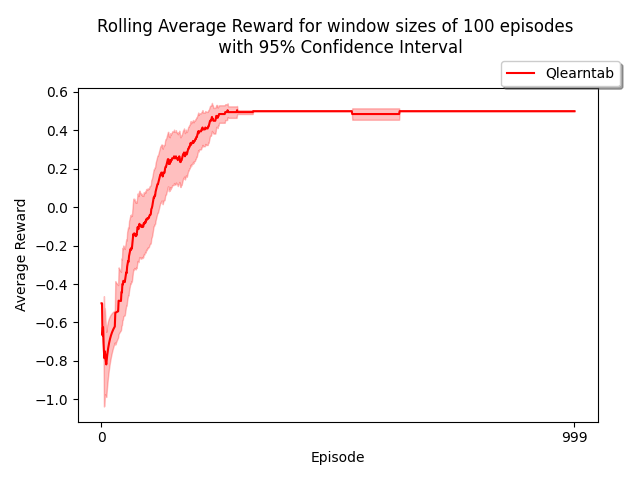 Rolling Average Reward for window sizes of 100 episodes
with 95% Confidence Interval
Qlearntab
0.6
0.4
0.2
0.0
−0.2
−0.4
−0.6
−0.8
−1.0
Average Reward
0
999
Episode